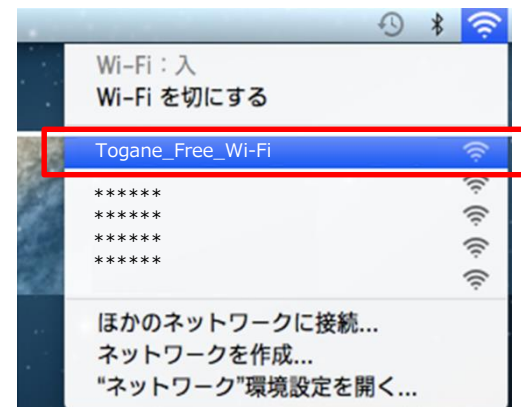 Wi-Fi：入
Wi-Fi を切にする
Togane_Free_Wi-Fi
******
******
******
******
ほかのネットワークに接続...
ネットワークを作成...
“ネットワーク”環境設定を開く...